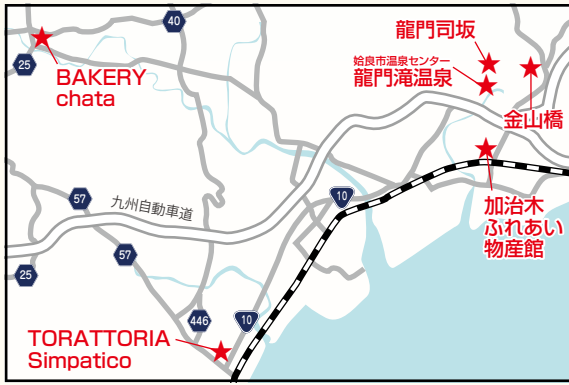 40
25
BAKERY
chata
龍門司坂
姶良市温泉センター
龍門滝温泉
金山橋
57
九州自動車道
10
加治木
ふれあい
物産館
57
25
446
10
TORATTORIA
Simpatico